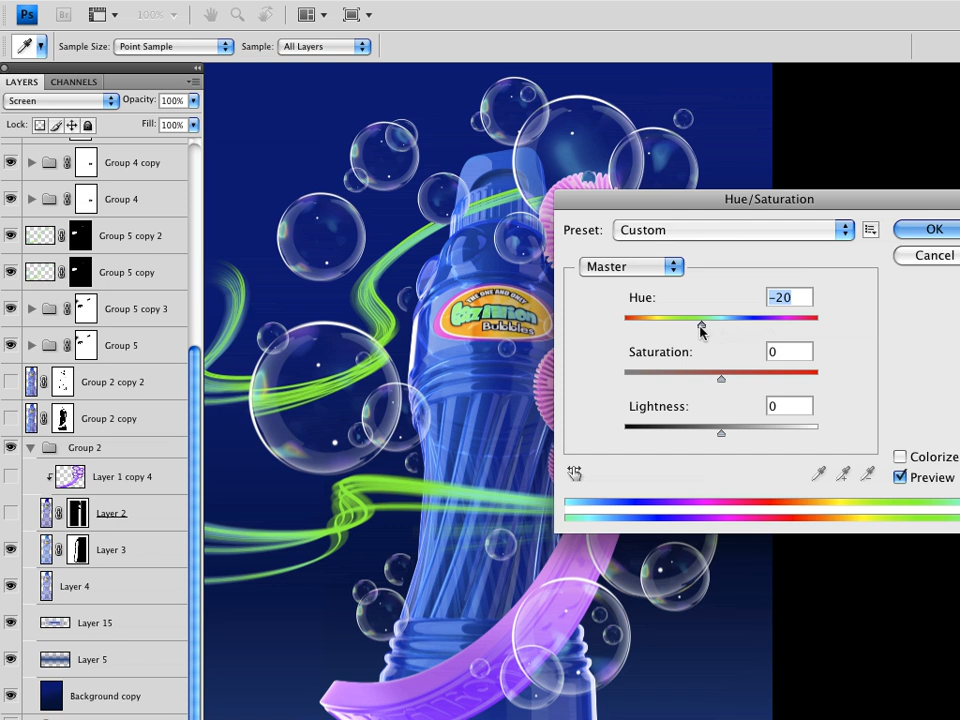 Ps
Br
100%
Sample Size: Point Sample
Sample: All Layers
LAYERS
CHANNELS
Screen
Opacity: 100%
Lock:
Fill: 100%
Group 4 copy
Group 4
Group 5 copy 2
Group 5 copy
Group 5 copy 3
Group 5
Group 2 copy 2
Group 2 copy
Group 2
Layer 1 copy 4
Layer 2
Layer 3
Layer 4
Layer 15
Layer 5
Background copy
THE ONE AND ONLY
Bubbles
Hue/Saturation
Preset: Custom
OK
Cancel
Master
Hue: -20
Saturation: 0
Lightness: 0
Colorize
Preview